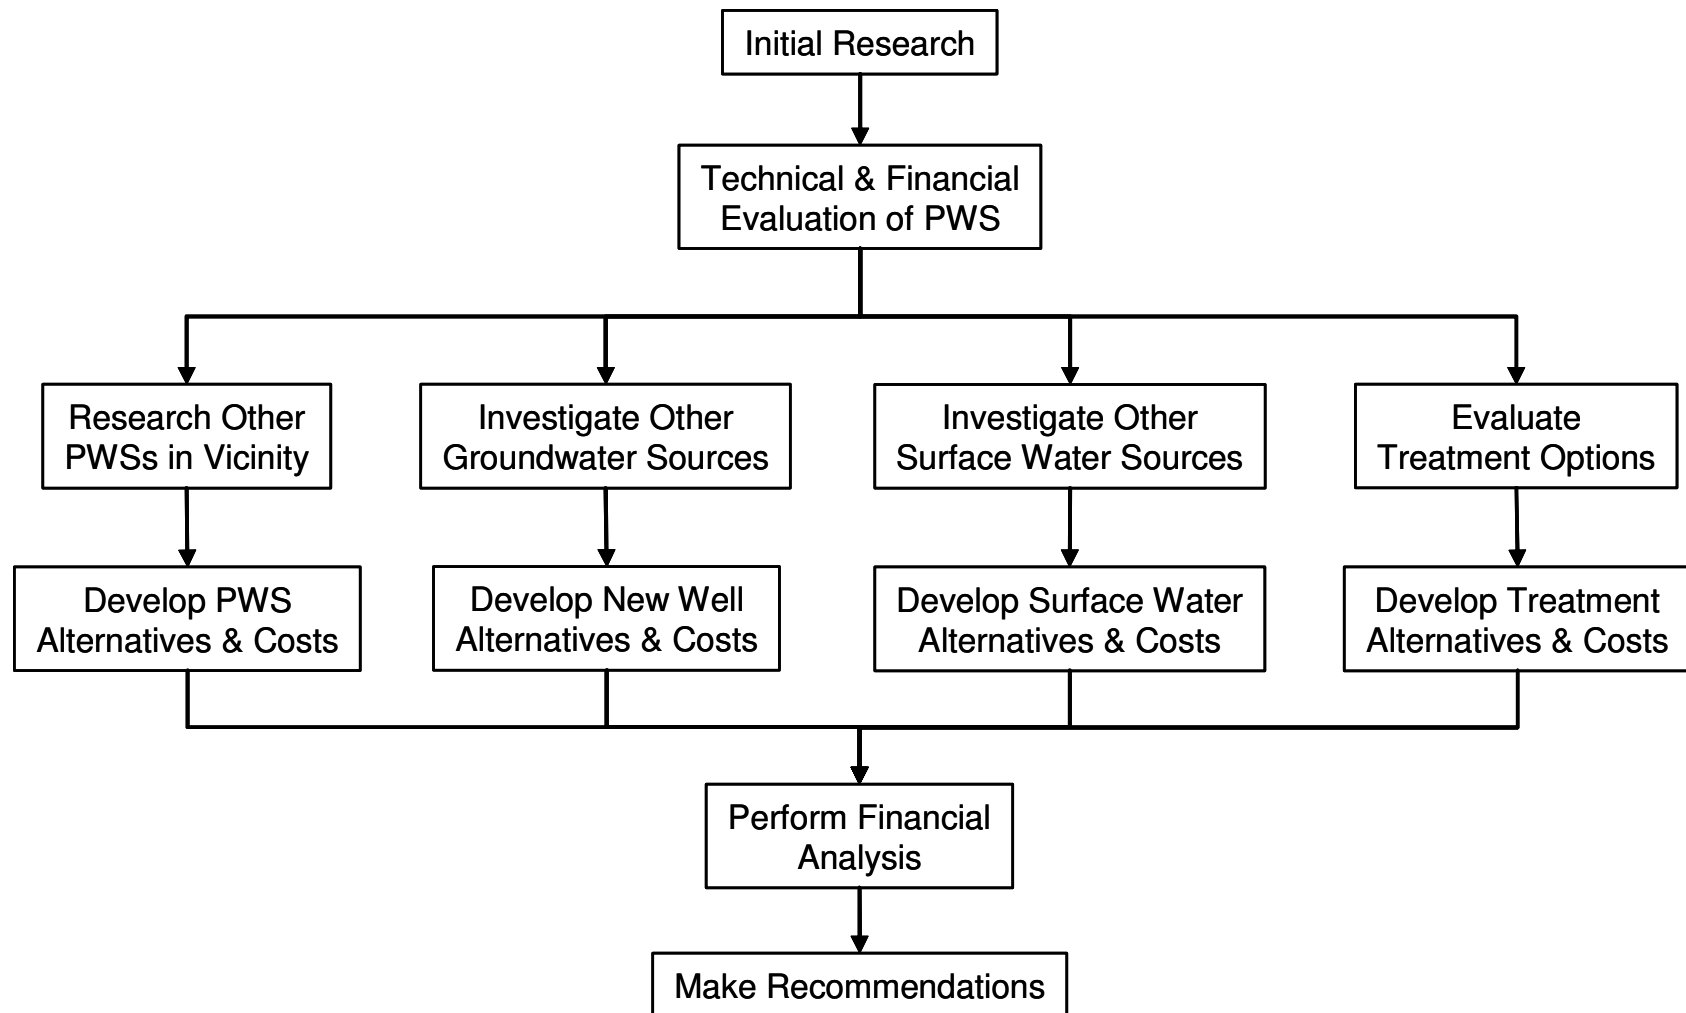 Initial Research
Technical & Financial
Evaluation of PWS
Research Other
PWSs in Vicinity
Investigate Other
Groundwater Sources
Investigate Other
Surface Water Sources
Evaluate
Treatment Options
Develop PWS
Alternatives & Costs
Develop New Well
Alternatives & Costs
Develop Surface Water
Alternatives & Costs
Develop Treatment
Alternatives & Costs
Perform Financial
Analysis
Make Recommendations